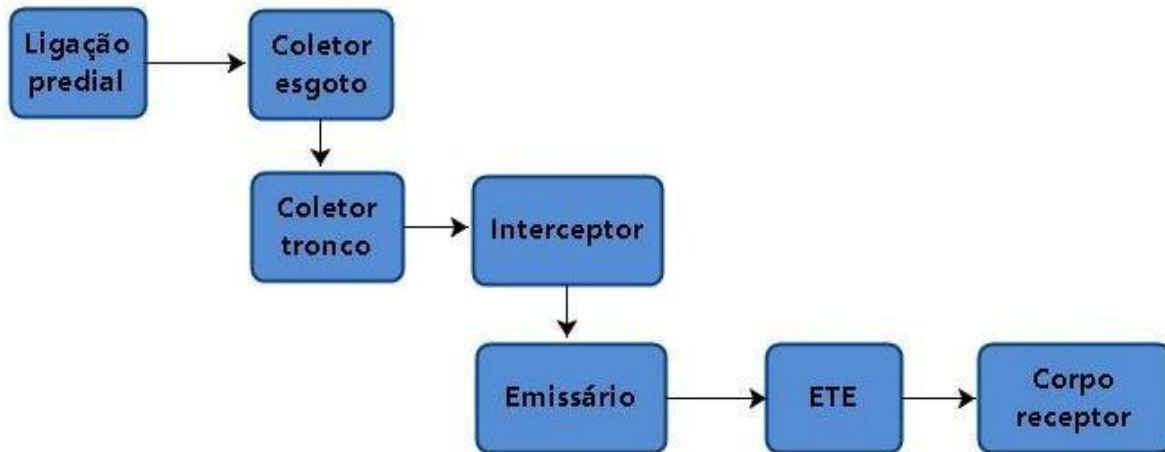 Ligação
predial
Coletor
esgoto
Coletor
tronco
Interceptor
Emissário
ETE
Corpo
receptor